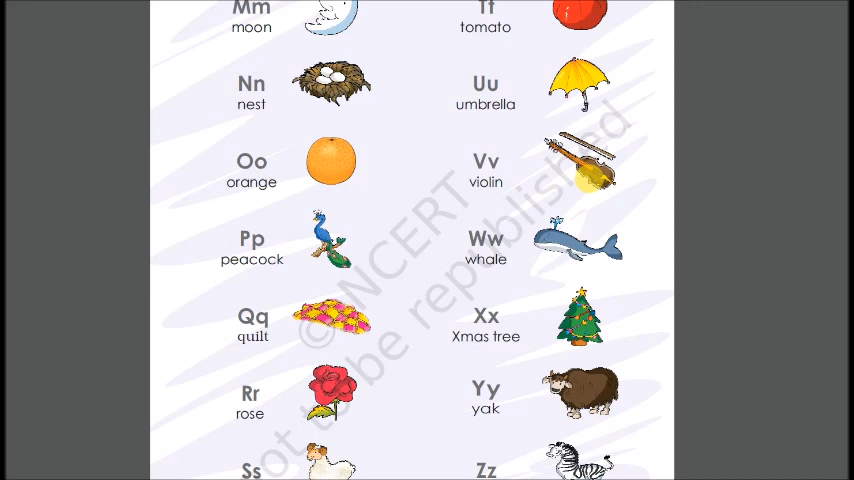 Mm
moon
Nn
nest
Oo
orange
Pp
peacock
Qq
quilt
Rr
rose
Ss
Tt
tomato
Uu
umbrella
Vv
violin
Ww
whale
Xx
Xmas tree
Yy
yak
Zz
© NCERT
not to be republished